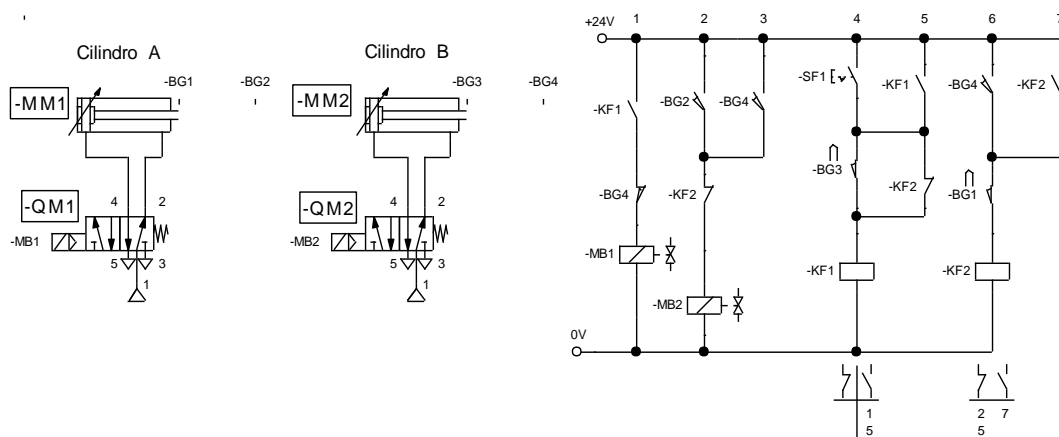 Cilindro A
-BG1
-BG2
-MM1
-QM1
4
2
-MB1
5
3
1
Cilindro B
-BG3
-BG4
-MM2
-QM2
4
2
-MB2
5
3
1
1 2 3 4 5 6 7
+24V
-SF1
-KF1
-BG2
-BG4
-KF1
-BG4
-KF2
-BG3
-BG4
-KF2
-KF2
-BG1
-MB1
-KF1
-KF2
-MB2
0V
1
5
2 7
5